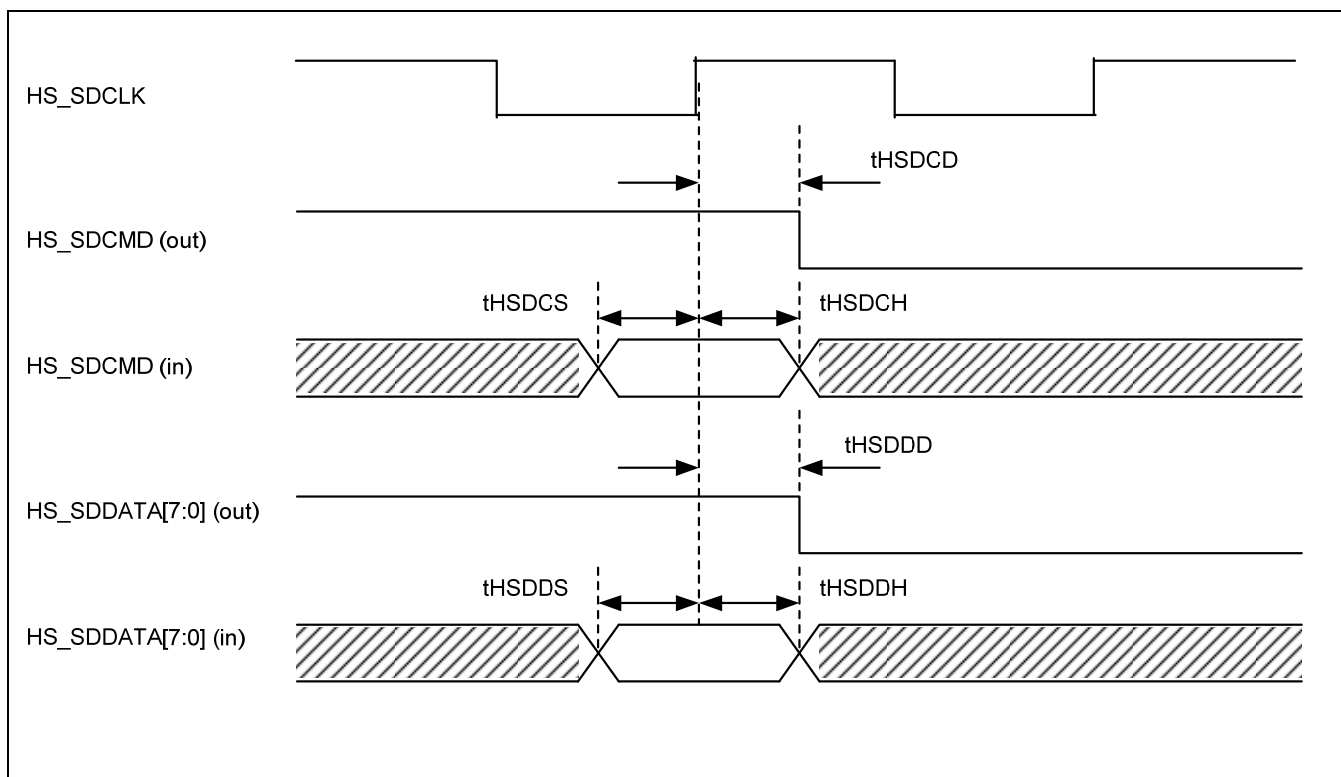 HS_SDCLK
tHSDCD
HS_SDCMD (out)
tHSDCS
tHSDCH
HS_SDCMD (in)
tHSDDD
HS_SDDATA[7:0] (out)
tHSDDS
tHSDDH
HS_SDDATA[7:0] (in)